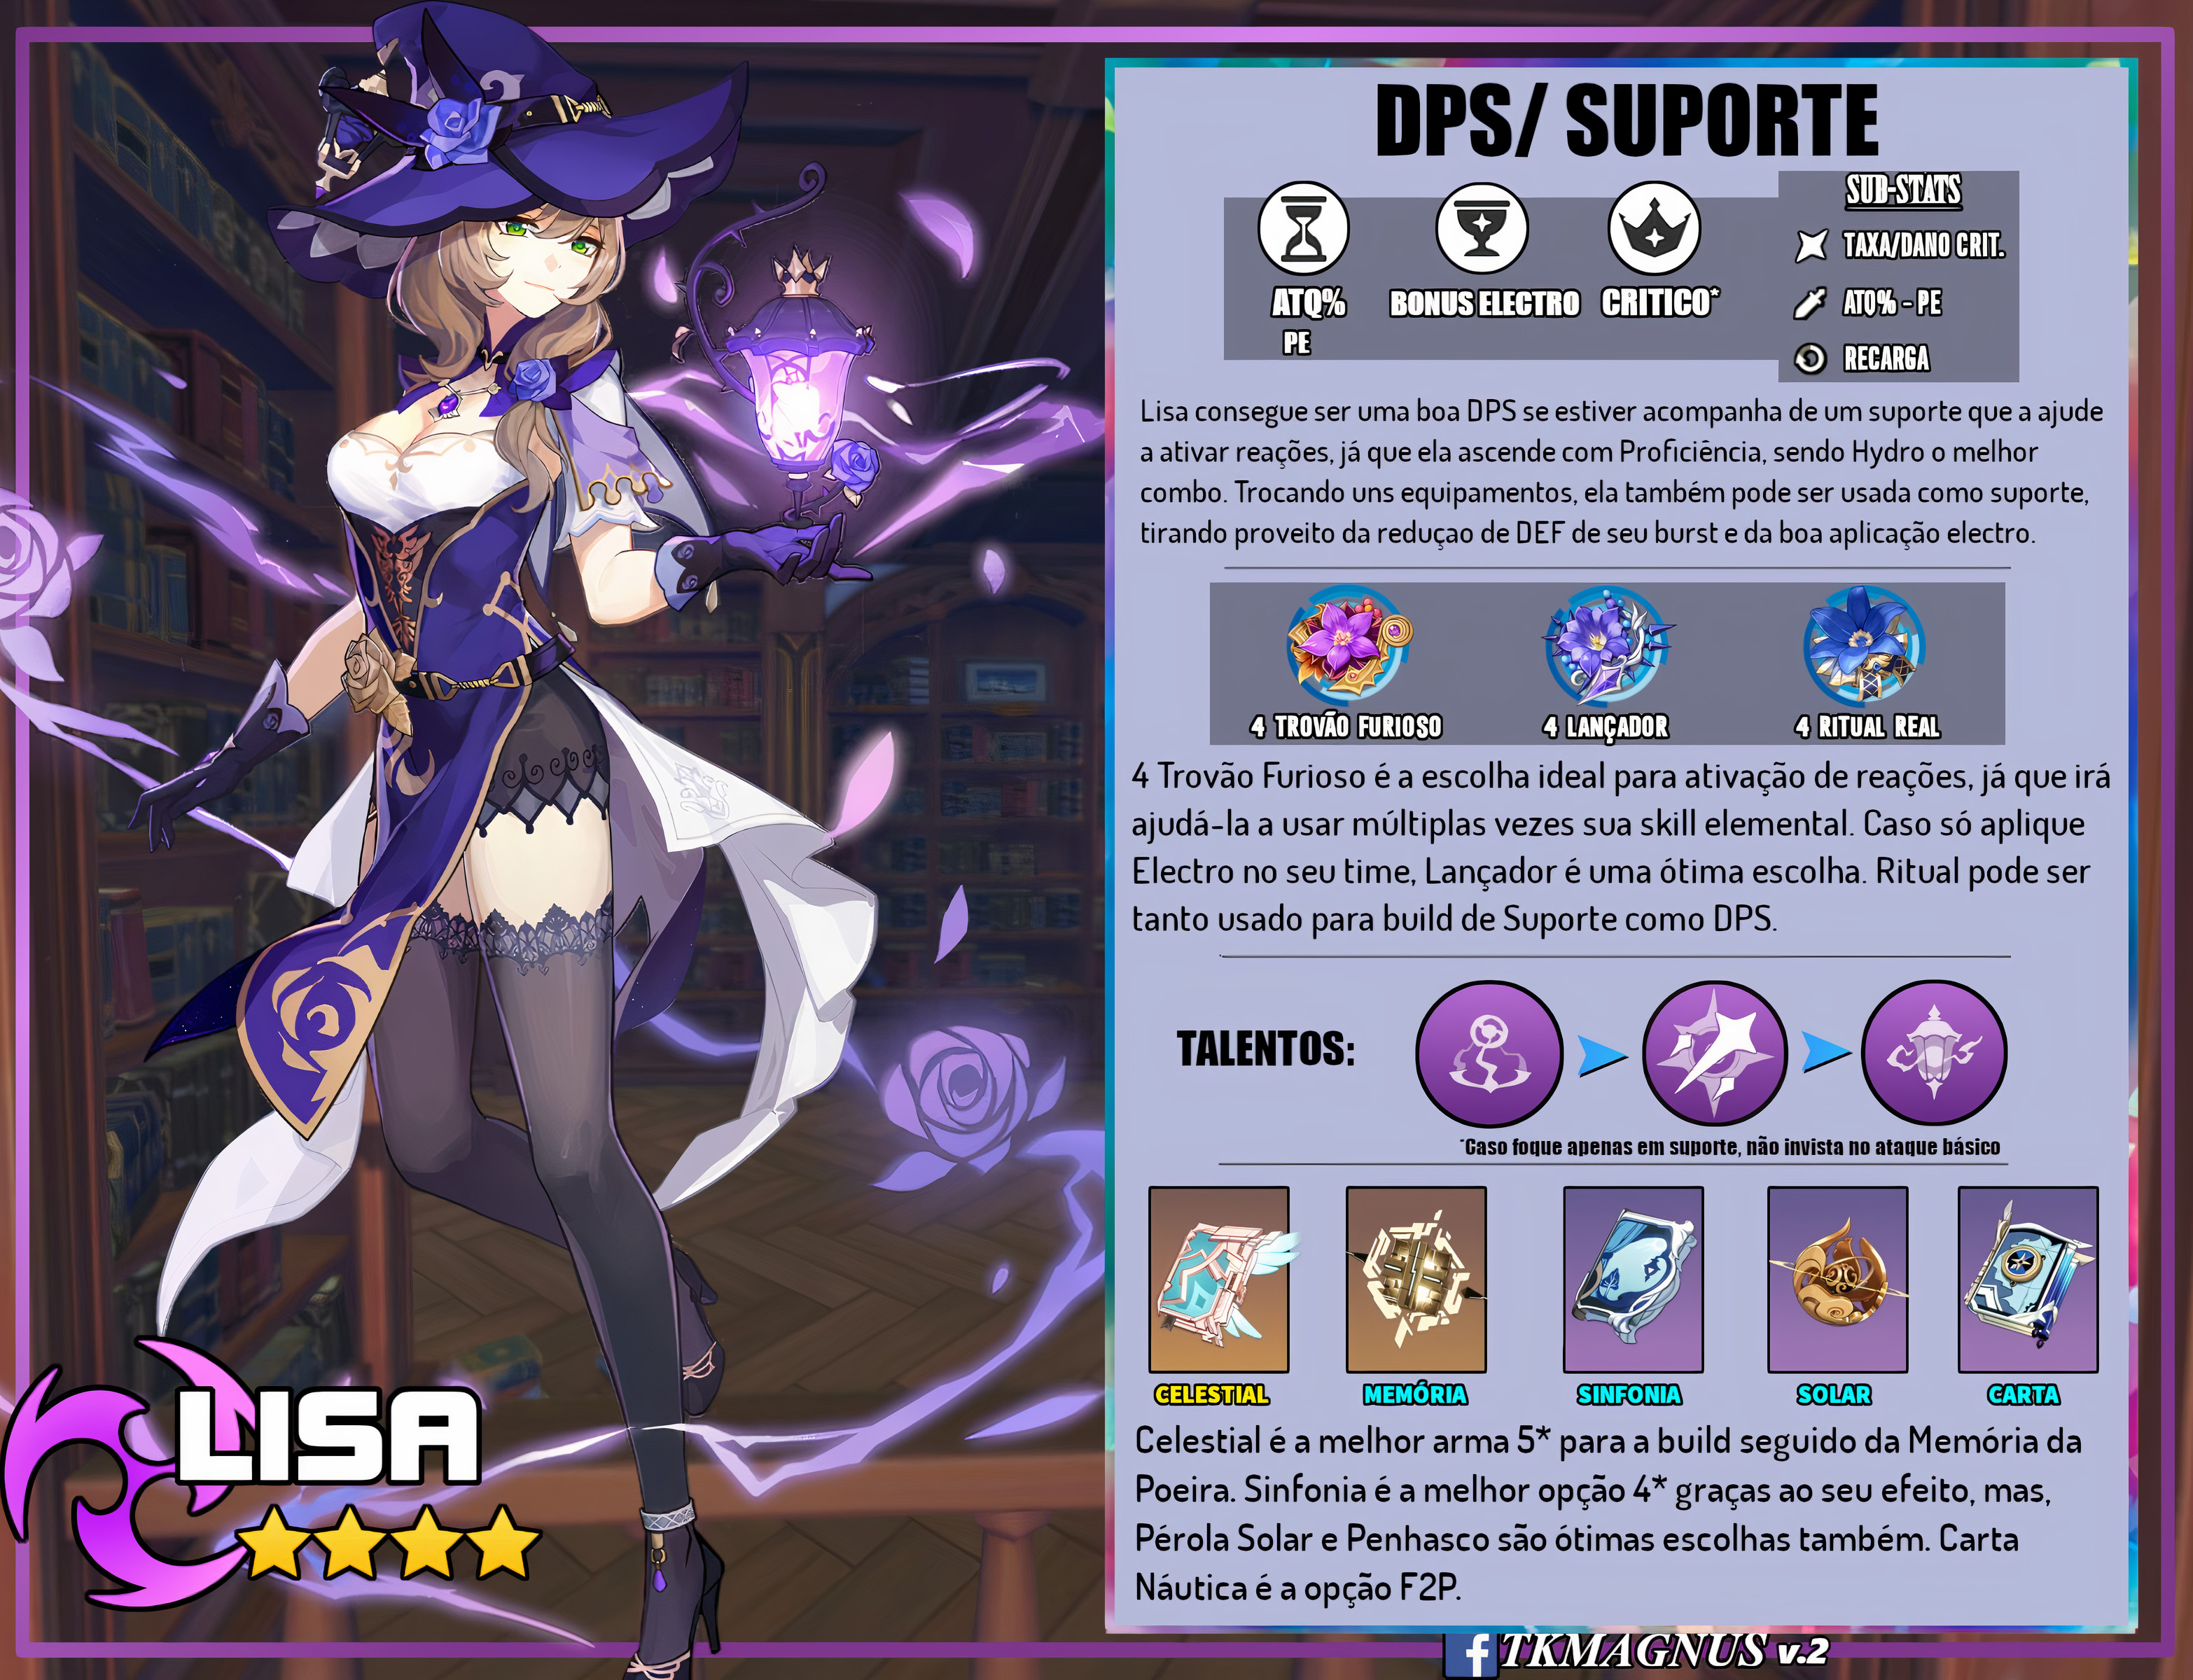 DPS/ SUPORTE
SUB-STATS
TAXA/DANO CRIT.
ATQ% - PE
RECARGA
ATQ%
PE
BONUS ELECTRO
CRITICO*
Lisa consegue ser uma boa DPS se estiver acompanha de um suporte que a ajude
a ativar reações, já que ela ascende com Proficiência, sendo Hydro o melhor
combo. Trocando uns equipamentos, ela também pode ser usada como suporte,
tirando proveito da reduçao de DEF de seu burst e da boa aplicação electro.
4 TROVÃO FURIOSO
4 LANÇADOR
4 RITUAL REAL
4 Trovão Furioso é a escolha ideal para ativação de reações, já que irá
ajudá-la a usar múltiplas vezes sua skill elemental. Caso só aplique
Electro no seu time, Lançador é uma ótima escolha. Ritual pode ser
tanto usado para build de Suporte como DPS.
TALENTOS:
*Caso foque apenas em suporte, não invista no ataque básico
CELESTIAL
MEMÓRIA
SINFONIA
SOLAR
CARTA
Celestial é a melhor arma 5* para a build seguido da Memória da
Poeira. Sinfonia é a melhor opção 4* graças ao seu efeito, mas,
Pérola Solar e Penhasco são ótimas escolhas também. Carta
Náutica é a opção F2P.
LISA
f TKMAGNUS v.2